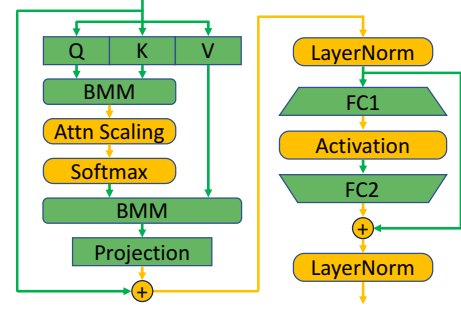 Q K V
BMM
Attn Scaling
Softmax
BMM
Projection
+
LayerNorm
FC1
Activation
FC2
+
LayerNorm